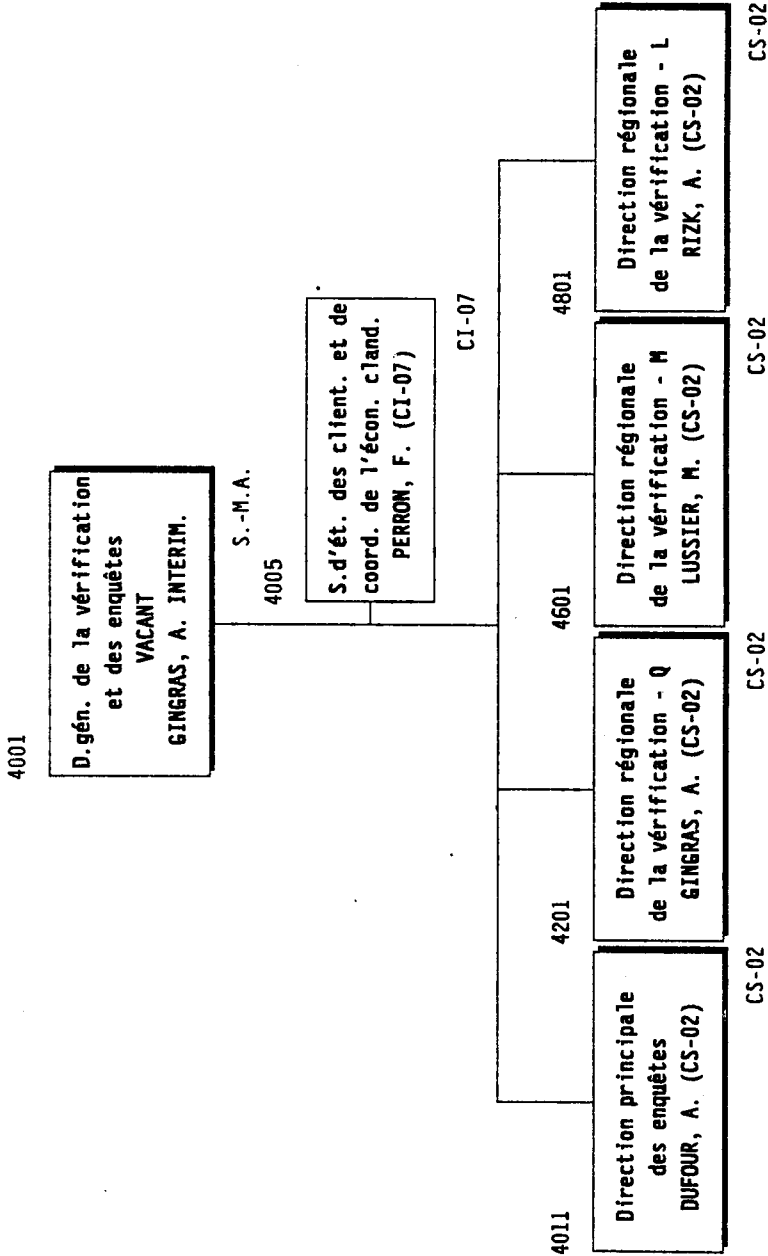 4001
D.gén. de la vérification
et des enquêtes
VACANT
GINGRAS, A. INTERIM.
S.-M.A.
4005
S.d'ét. des client. et de
coord. de l'écon. cland.
PERRON, F. (CI-07)
CI-07
4011
Direction principale
des enquêtes
DUFOUR, A. (CS-02)
CS-02
4201
Direction régionale
de la vérification - Q
GINGRAS, A. (CS-02)
CS-02
4601
Direction régionale
de la vérification - M
LUSSIER, M. (CS-02)
CS-02
4801
Direction régionale
de la vérification - L
RIZK, A. (CS-02)
CS-02